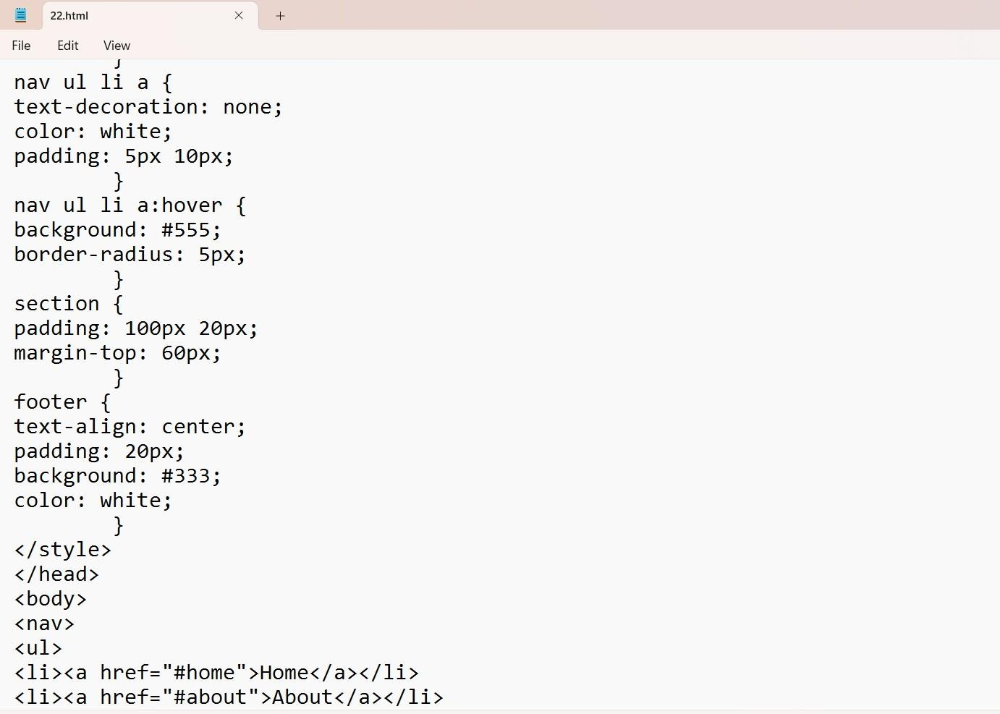 22.html
File Edit View
}
nav ul li a {
text-decoration: none;
color: white;
padding: 5px 10px;
}
nav ul li a:hover {
background: #555;
border-radius: 5px;
}
section {
padding: 100px 20px;
margin-top: 60px;
}
footer {
text-align: center;
padding: 20px;
background: #333;
color: white;
}
</style>
</head>
<body>
<nav>
<ul>
<li><a href="#home">Home</a></li>
<li><a href="#about">About</a></li>